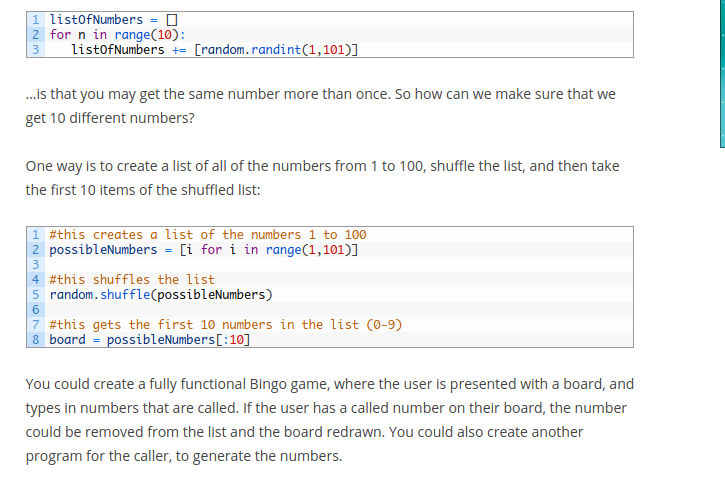 1 listOfNumbers = []
2 for n in range(10):
3    listOfNumbers += [random.randint(1,101)]
...is that you may get the same number more than once. So how can we make sure that we
get 10 different numbers?
One way is to create a list of all of the numbers from 1 to 100, shuffle the list, and then take
the first 10 items of the shuffled list:
1 #this creates a list of the numbers 1 to 100
2 possibleNumbers = [i for i in range(1,101)]
3
4 #this shuffles the list
5 random.shuffle(possibleNumbers)
6
7 #this gets the first 10 numbers in the list (0-9)
8 board = possibleNumbers[:10]
You could create a fully functional Bingo game, where the user is presented with a board, and
types in numbers that are called. If the user has a called number on their board, the number
could be removed from the list and the board redrawn. You could also create another
program for the caller, to generate the numbers.